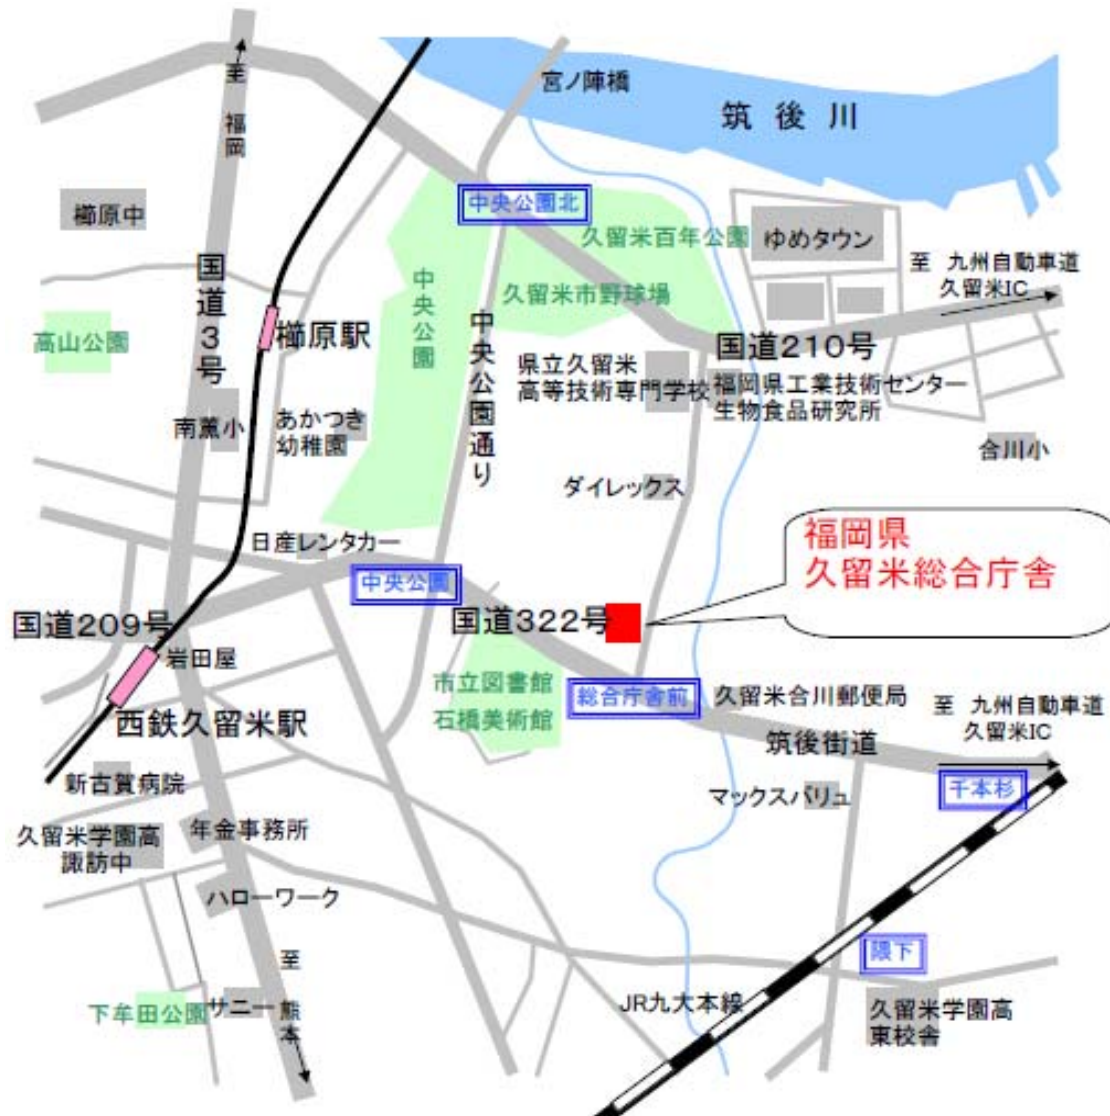 宮ノ陣橋
筑後川
至 福岡
中央公園北
櫛原中
久留米百年公園
ゆめタウン
国道3号
至 九州自動車道
久留米IC
中央公園
久留米市野球場
中央公園通り
櫛原駅
高山公園
国道210号
県立久留米
高等技術専門学校
福岡県工業技術センター
生物食品研究所
南薫小
あかつき
幼稚園
合川小
ダイレックス
福岡県
久留米総合庁舎
日産レンタカー
中央公園
国道209号
国道322号
岩田屋
市立図書館
石橋美術館
総合庁舎前
久留米合川郵便局
至 九州自動車道
久留米IC
西鉄久留米駅
筑後街道
新古賀病院
マックスバリュ
千本杉
久留米学園高
諏訪中
年金事務所
ハローワーク
隈下
至 熊本
下牟田公園
サニー
JR九大本線
久留米学園高
東校舎